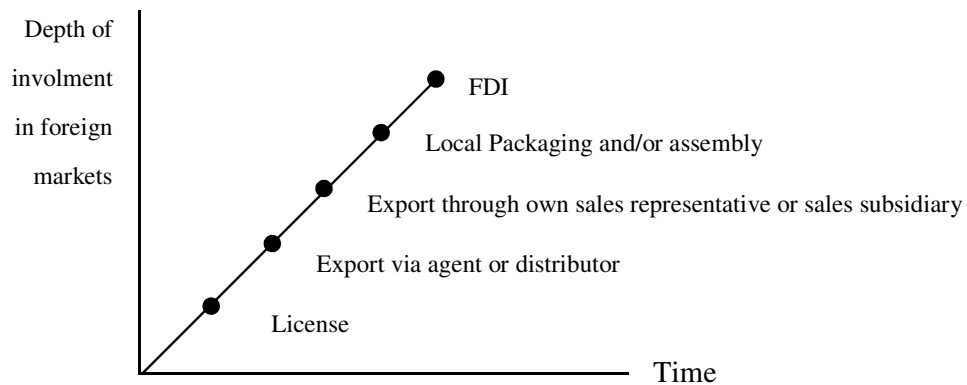 Depth of
involment
in foreign
markets
FDI
Local Packaging and/or assembly
Export through own sales representative or sales subsidiary
Export via agent or distributor
License
Time